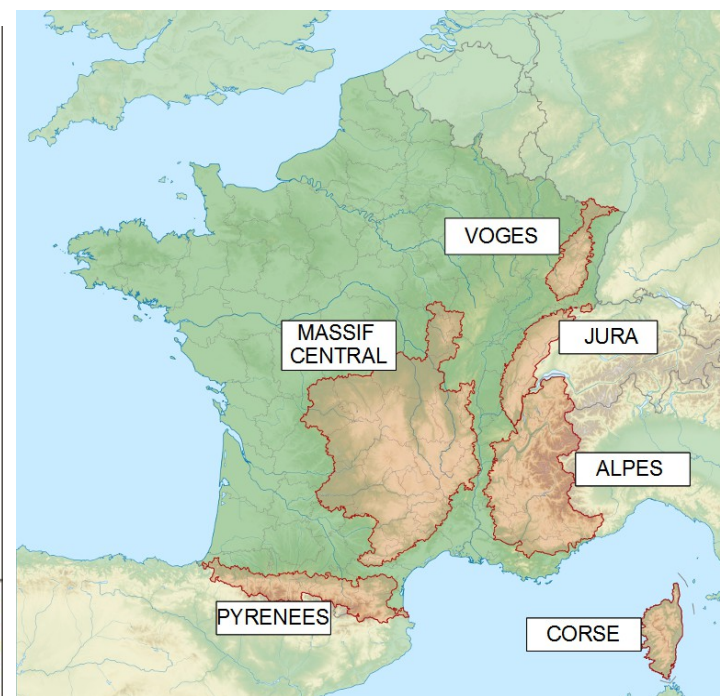 VOGES
MASSIF
CENTRAL
JURA
ALPES
PYRENEES
CORSE